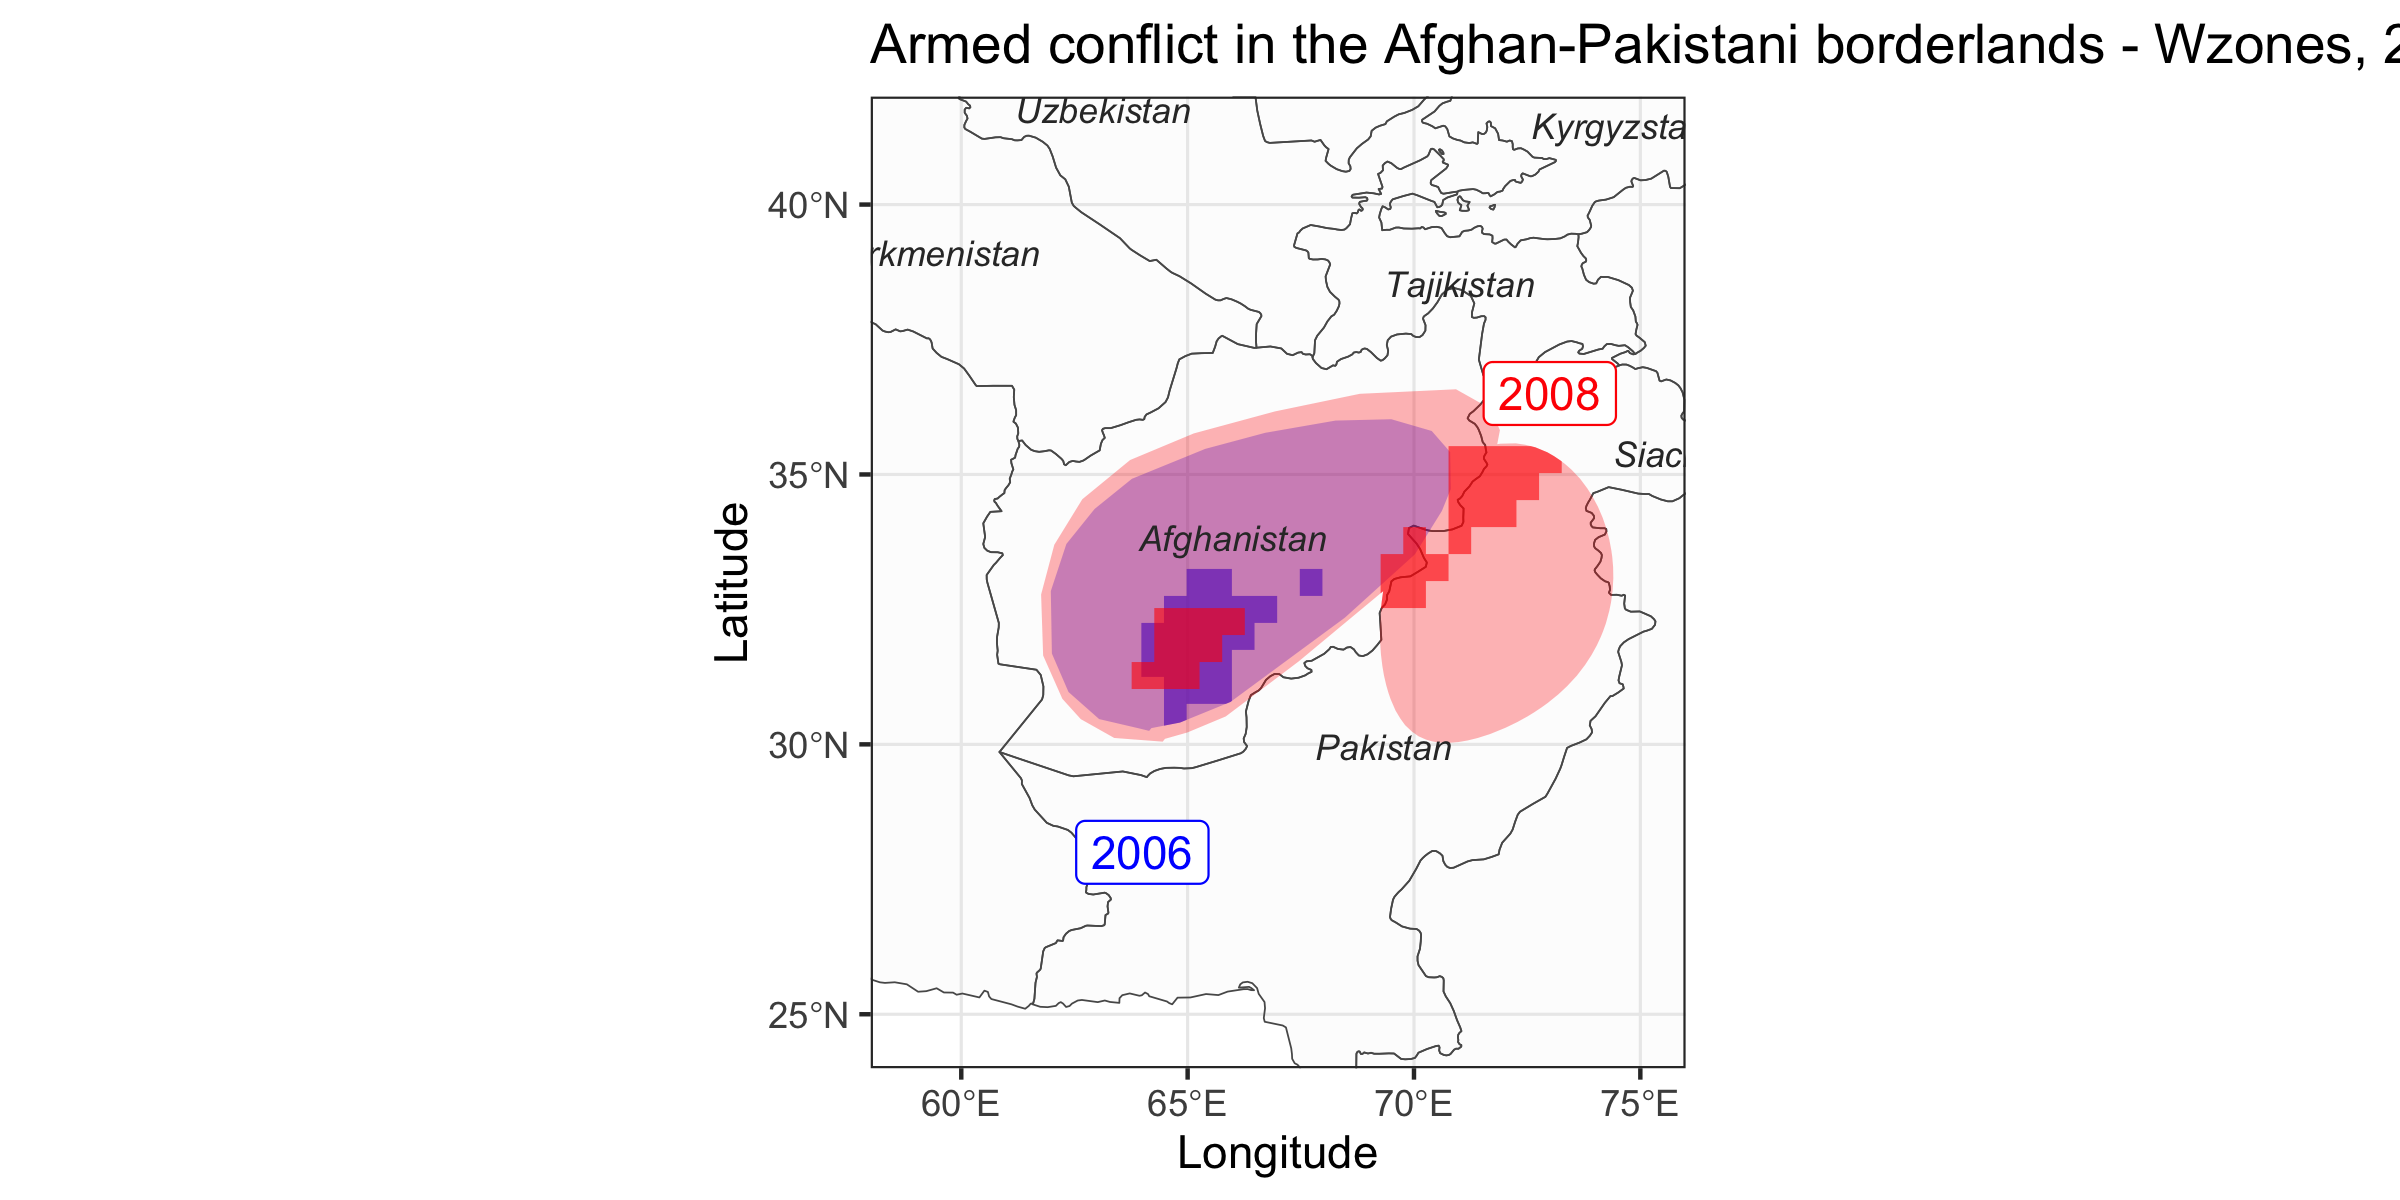 Armed conflict in the Afghan-Pakistani borderlands - Wzones, 2
Uzbekistan
Kyrgyzsta
40°N
rkmenistan
Tajikistan
2008
35°N
Siac
Afghanistan
Latitude
30°N
Pakistan
2006
25°N
60°E 65°E 70°E 75°E
Longitude